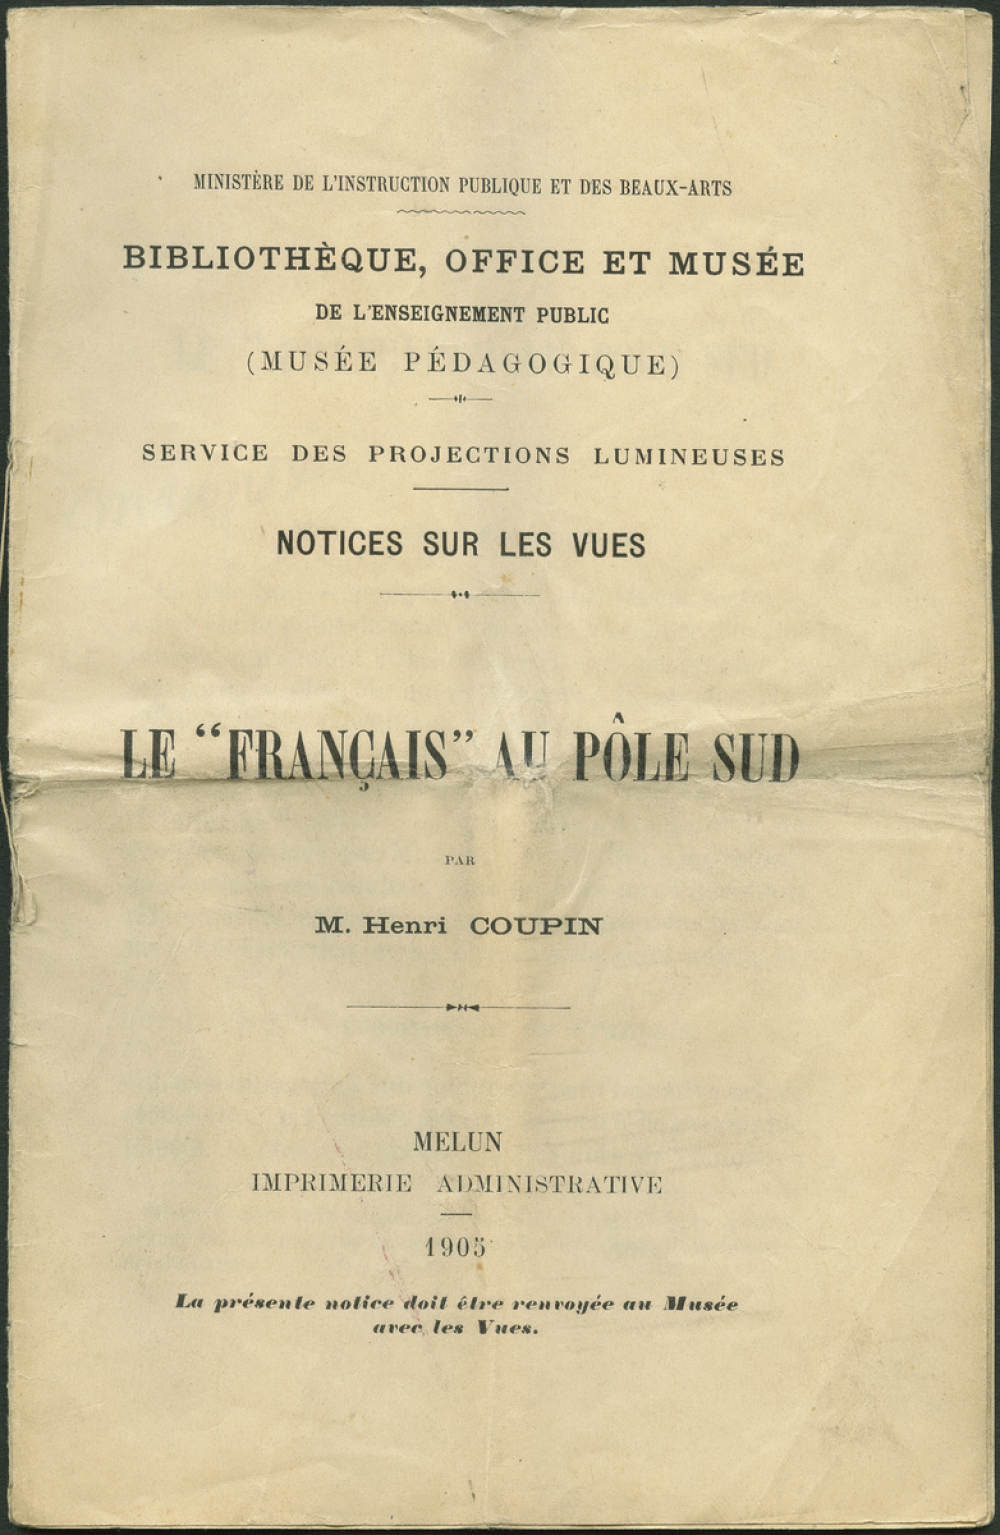 MINISTÈRE DE L'INSTRUCTION PUBLIQUE ET DES BEAUX-ARTS
BIBLIOTHÈQUE, OFFICE ET MUSÉE
DE L'ENSEIGNEMENT PUBLIC
(MUSÉE PÉDAGOGIQUE)
SERVICE DES PROJECTIONS LUMINEUSES
NOTICES SUR LES VUES
LE “FRANÇAIS” AU PÔLE SUD
PAR
M. Henri COUPIN
MELUN
IMPRIMERIE ADMINISTRATIVE
1905
La présente notice doit être renvoyée au Musée
avec les Vues.